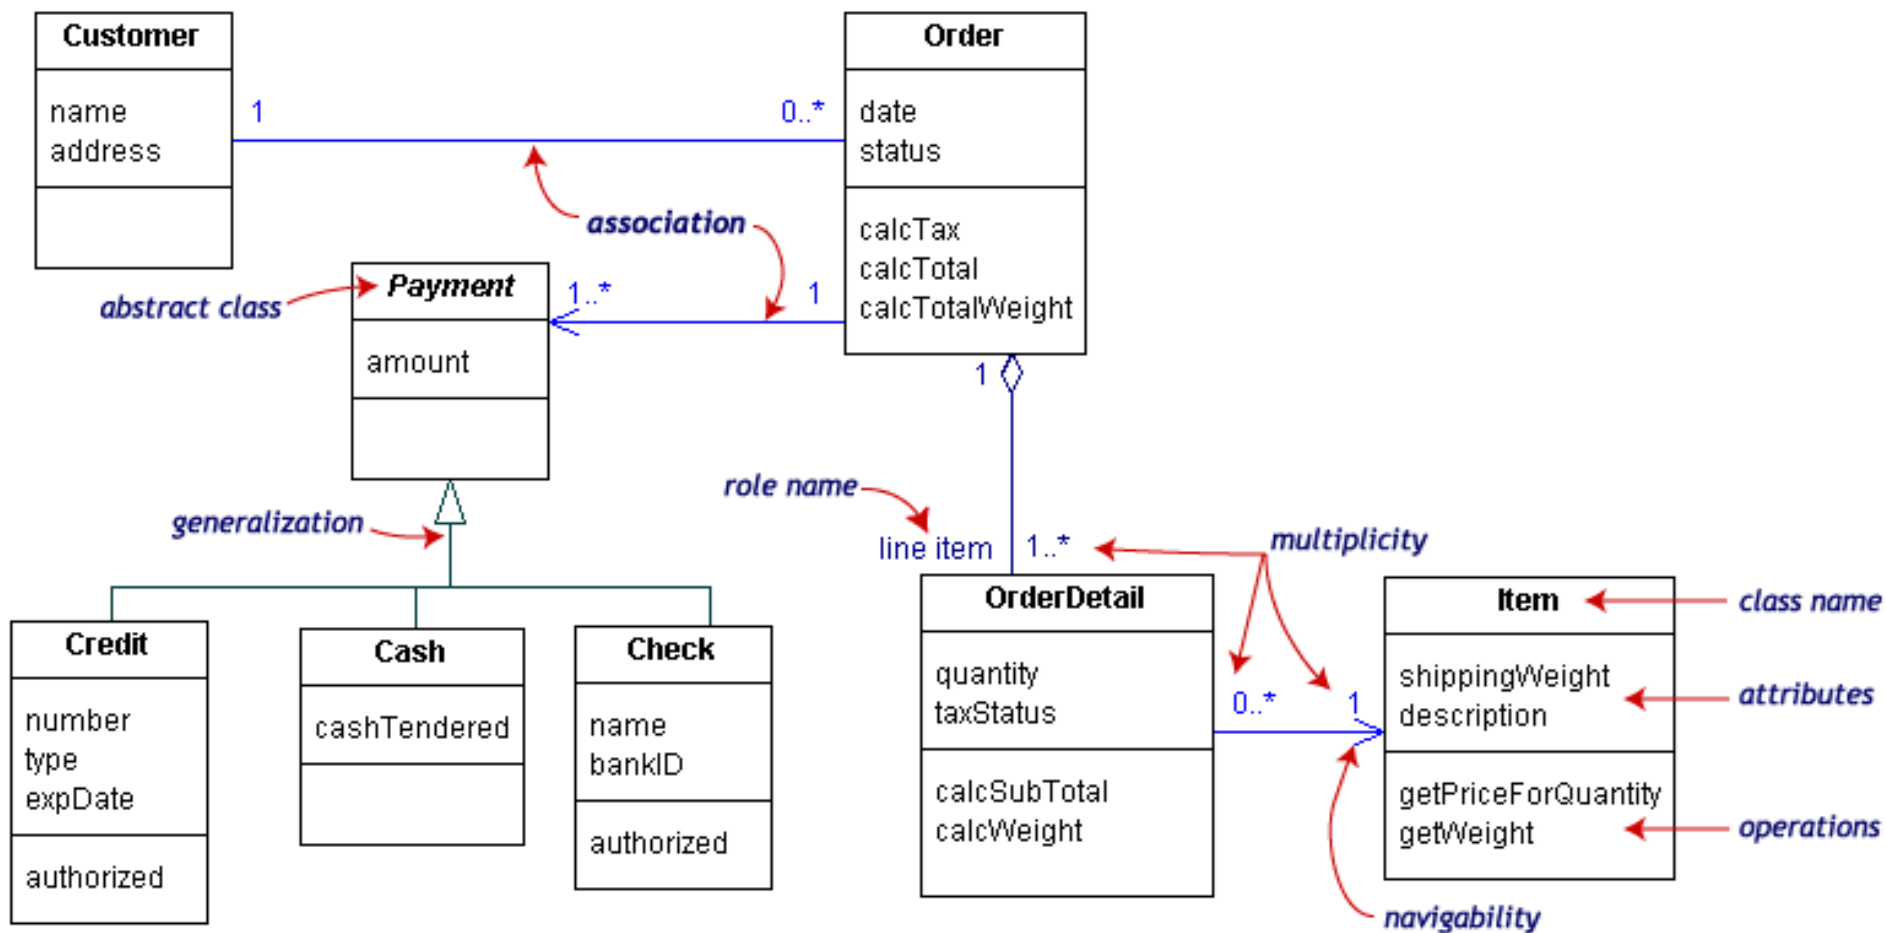 Customer
name
address
1
0..*
Order
date
status
calcTax
calcTotal
calcTotalWeight
association
abstract class
Payment
amount
1..*
1
1
generalization
role name
line item
1..*
multiplicity
Credit
number
type
expDate
authorized
Cash
cashTendered
Check
name
bankID
authorized
OrderDetail
quantity
taxStatus
calcSubTotal
calcWeight
0..*
1
Item
shippingWeight
description
getPriceForQuantity
getWeight
class name
attributes
operations
navigability